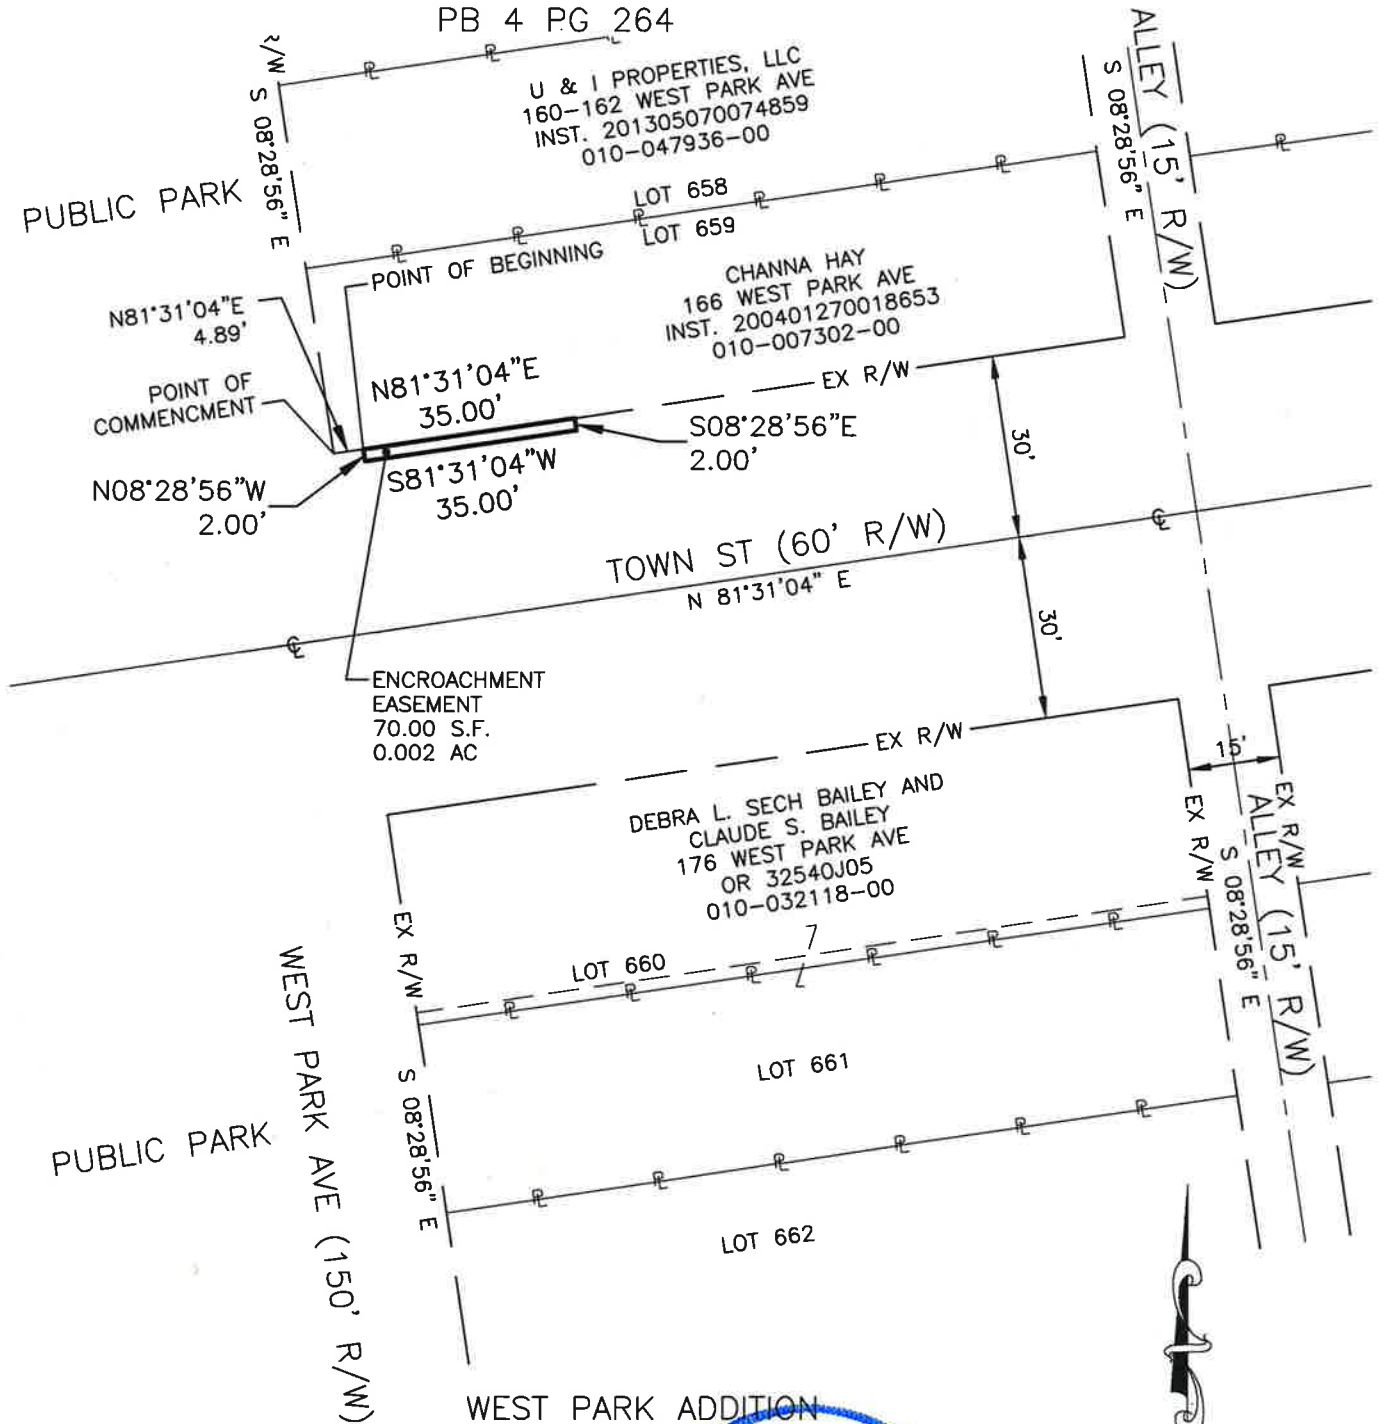 PB 4 PG 264
R/W
S 08°28'56" E
PUBLIC PARK
U & I PROPERTIES, LLC
160-162 WEST PARK AVE
INST. 201305070074859
010-047936-00
ALLEY (15' R/W)
S 08°28'56" E
LOT 658
LOT 659
POINT OF BEGINNING
CHANNA HAY
166 WEST PARK AVE
INST. 200401270018653
010-007302-00
N81°31'04"E
4.89'
POINT OF
COMMENCMENT
N81°31'04"E
35.00'
EX R/W
S08°28'56"E
2.00'
N08°28'56"W
2.00'
S81°31'04"W
35.00'
30'
TOWN ST (60' R/W)
N 81°31'04" E
30'
ENCROACHMENT
EASEMENT
70.00 S.F.
0.002 AC
EX R/W
15'
DEBRA L. SECH BAILEY AND
CLAUDE S. BAILEY
176 WEST PARK AVE
OR 32540J05
010-032118-00
EX R/W
EX R/W
ALLEY (15' R/W)
S 08°28'56" E
EX R/W
LOT 660
WEST PARK AVE (150' R/W)
S 08°28'56" E
LOT 661
PUBLIC PARK
LOT 662
WEST PARK ADDITION